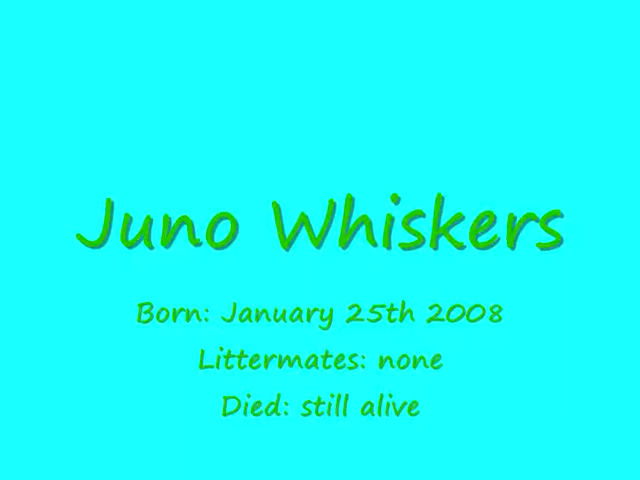 Juno Whiskers
Born: January 25th 2008
Littermates: none
Died: still alive